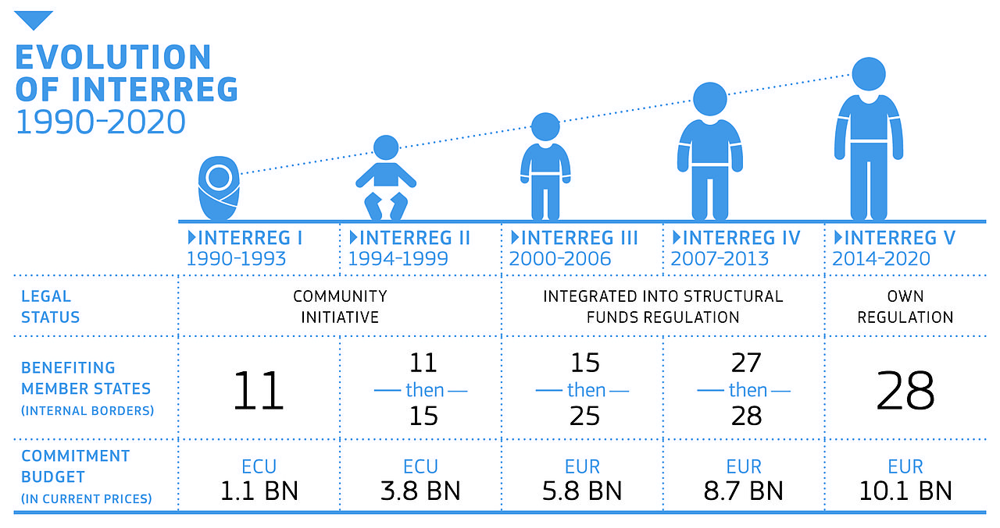 EVOLUTION
OF INTERREG
1990-2020
INTERREG I
1990-1993
INTERREG II
1994-1999
INTERREG III
2000-2006
INTERREG IV
2007-2013
INTERREG V
2014-2020
LEGAL
STATUS
COMMUNITY
INITIATIVE
INTEGRATED INTO STRUCTURAL
FUNDS REGULATION
OWN
REGULATION
BENEFITING
MEMBER STATES
(INTERNAL BORDERS)
11
11
then
15
15
then
25
27
then
28
28
COMMITMENT
BUDGET
(IN CURRENT PRICES)
ECU
1.1 BN
ECU
3.8 BN
EUR
5.8 BN
EUR
8.7 BN
EUR
10.1 BN